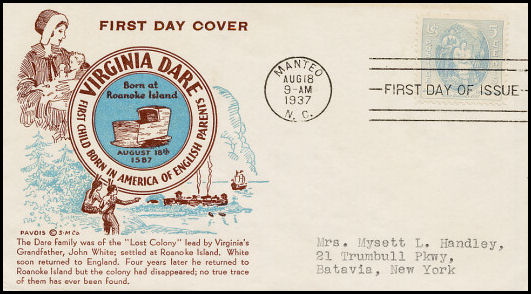 FIRST DAY COVER
VIRGINIA DARE
Born at
Roanoke Island
AUGUST 18th
1587
FIRST CHILD BORN IN AMERICA OF ENGLISH PARENTS
PAVOIS © S-M Co
The Dare family was of the "Lost Colony" lead by Virginia's
Grandfather, John White; settled at Roanoke Island. White
soon returned to England. Four years later he returned to
Roanoke Island but the colony had disappeared; no trace
of them has ever been found.
MANTEO
AUG 18
9-AM
1937
N. C.
5
FIRST DAY OF ISSUE
Mrs. Mysett L. Handley,
21 Trumbull Pkwy,
Batavia, New York